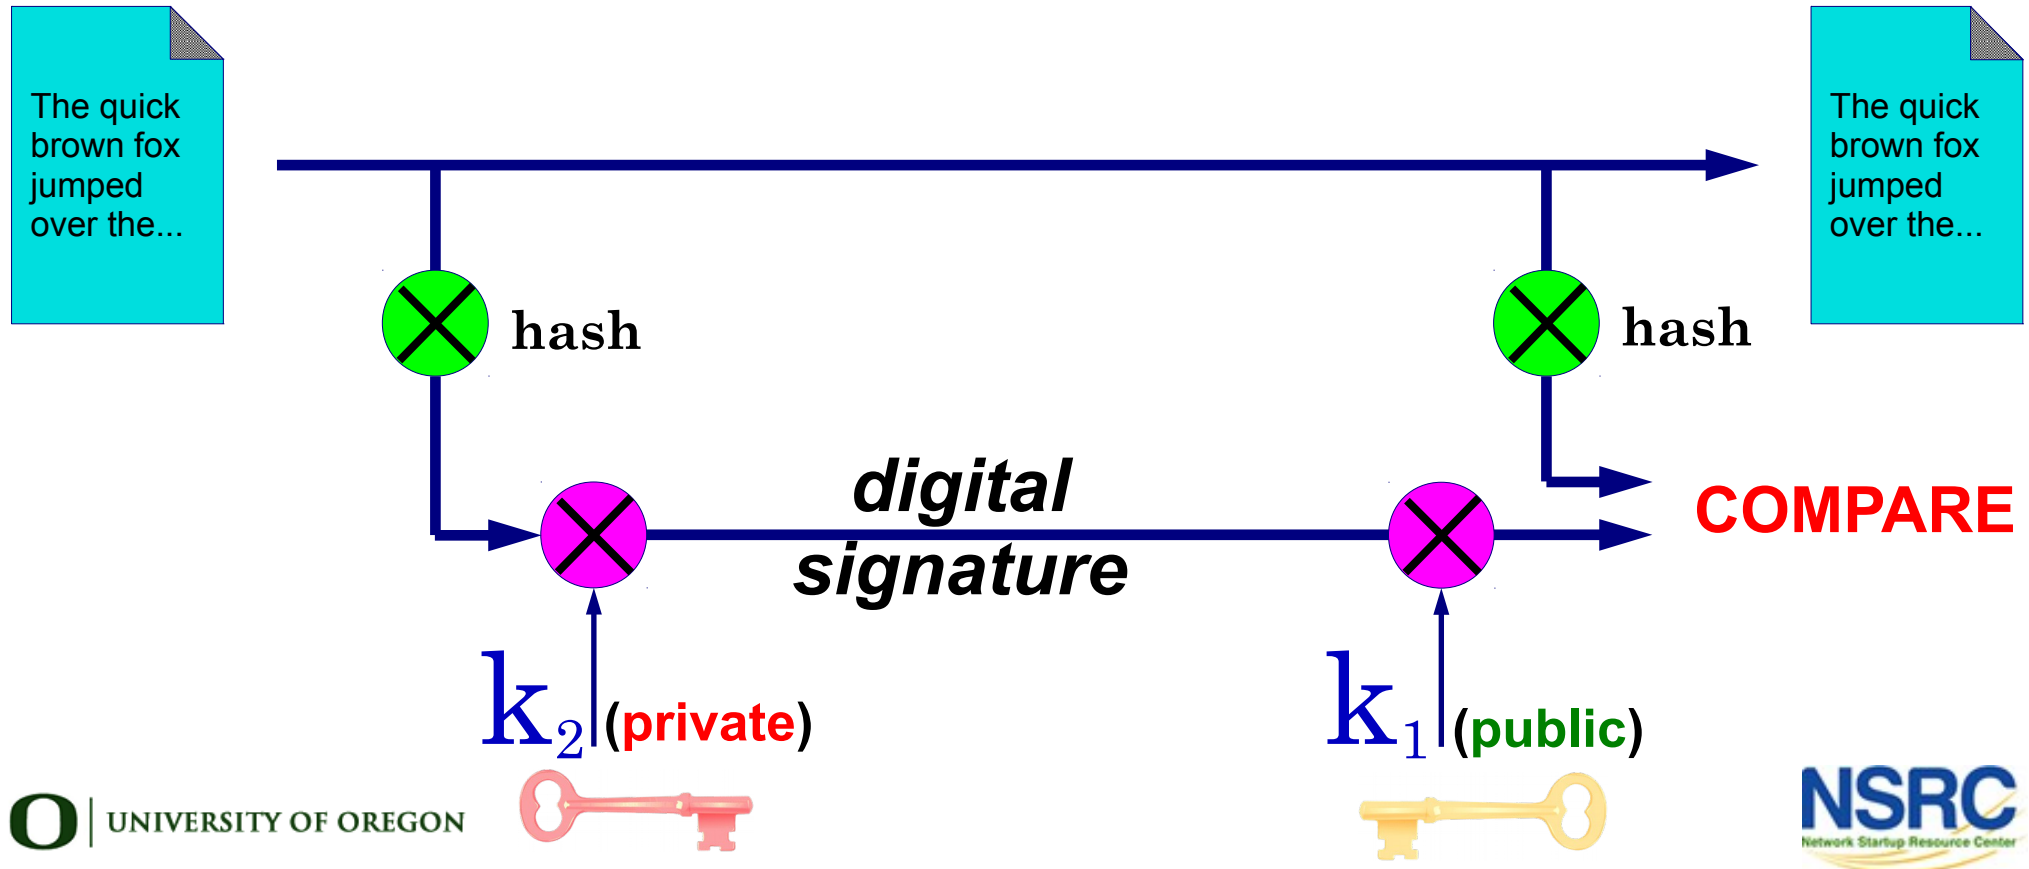 The quick
brown fox
jumped
over the...
The quick
brown fox
jumped
over the...
hash
hash
digital
signature
COMPARE
k2 (private)
k1 (public)
O UNIVERSITY OF OREGON
NSRC
Network Startup Resource Center